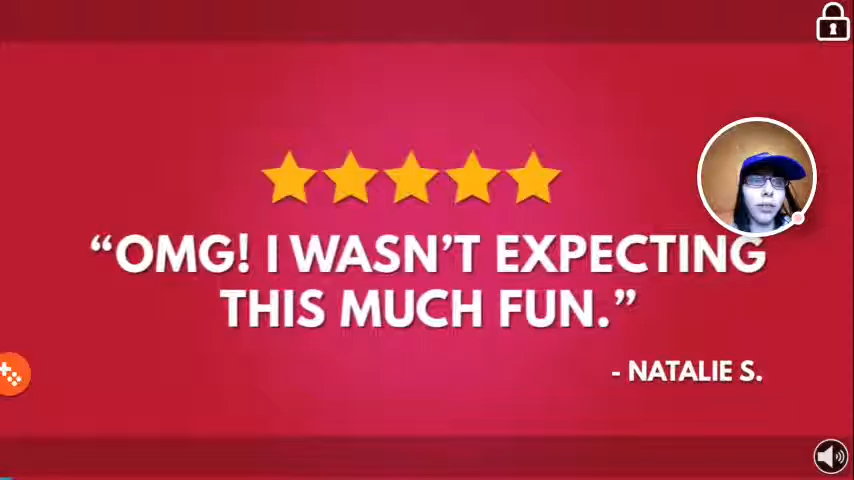 “OMG! I WASN’T EXPECTING
THIS MUCH FUN.”
- NATALIE S.